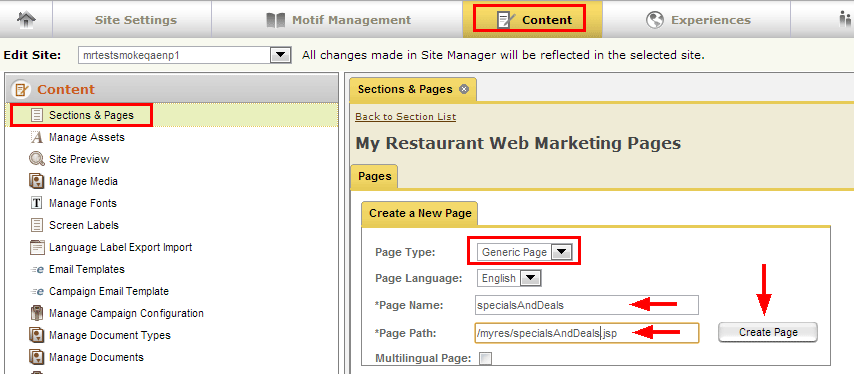 Site Settings Motif Management Content Experiences
Edit Site: mrtestsmokeqaenp1 All changes made in Site Manager will be reflected in the selected site.
Content
Sections & Pages
Manage Assets
Site Preview
Manage Media
Manage Fonts
Screen Labels
Language Label Export Import
Email Templates
Campaign Email Template
Manage Campaign Configuration
Manage Document Types
Manage Documents
Sections & Pages
Back to Section List
My Restaurant Web Marketing Pages
Pages
Create a New Page
Page Type: Generic Page
Page Language: English
*Page Name: specialsAndDeals
*Page Path: /myres/specialsAndDeals.jsp Create Page
Multilingual Page: